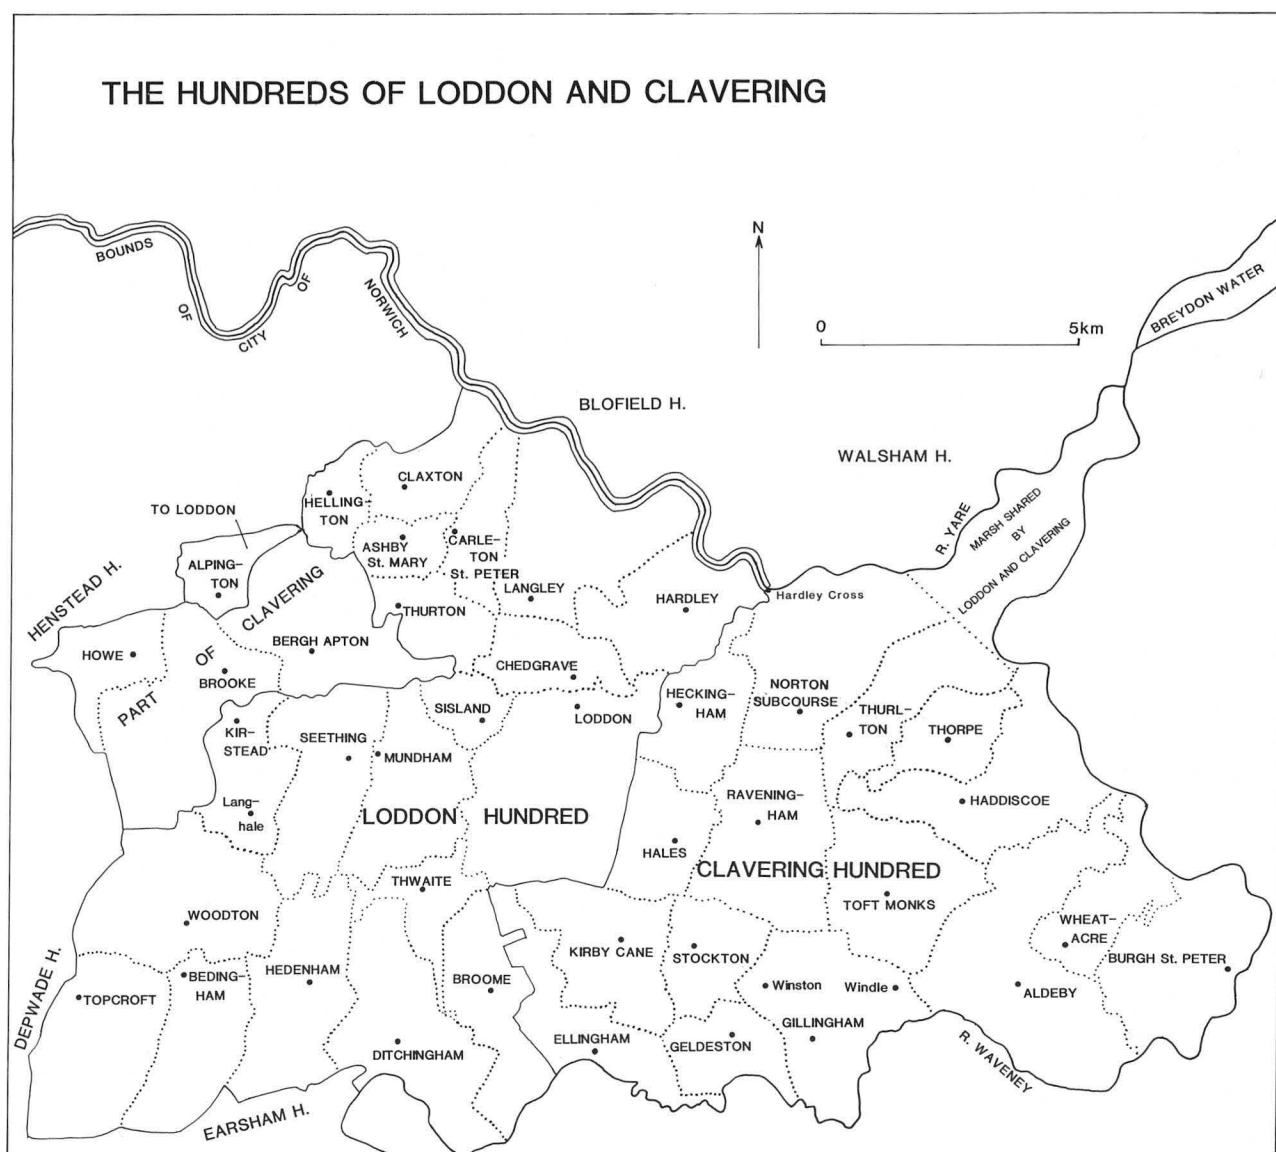 THE HUNDREDS OF LODDON AND CLAVERING
BOUNDS
OF
CITY
OF
NORWICH
N
0 5km
BREYDON WATER
BLOFIELD H.
WALSHAM H.
R. YARE
MARSH SHARED
BY
LODDON AND CLAVERING
Hardley Cross
TO LODDON
HENSTEAD H.
CLAXTON
HELLING-
TON
ASHBY
St. MARY
CARLE-
TON
St. PETER
ALPING-
TON
LANGLEY
HARDLEY
THURTON
PART
OF
CLAVERING
BERGH APTON
HOWE
BROOKE
CHEDGRAVE
HECKING-
HAM
NORTON
SUBCOURSE
THURL-
TON
THORPE
SISLAND
LODDON
KIR-
STEAD
SEETHING
MUNDHAM
Lang-
hale
RAVENING-
HAM
HADDISCOE
LODDON HUNDRED
HALES
CLAVERING HUNDRED
THWAITE
TOFT MONKS
WOODTON
WHEAT-
ACRE
KIRBY CANE
STOCKTON
BURGH St. PETER
DEPWADE H.
TOPCROFT
BEDING-
HAM
HEDENHAM
BROOME
Winston
Windle
ALDEBY
GILLINGHAM
ELLINGHAM
GELDESTON
DITCHINGHAM
R. WAVENEY
EARSHAM H.